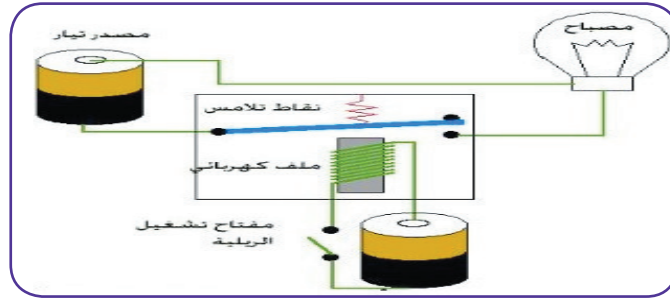 مصدر تيار
مصباح
نقاط تلامس
ملف كهربائي
مفتاح تشغيل
الريلية